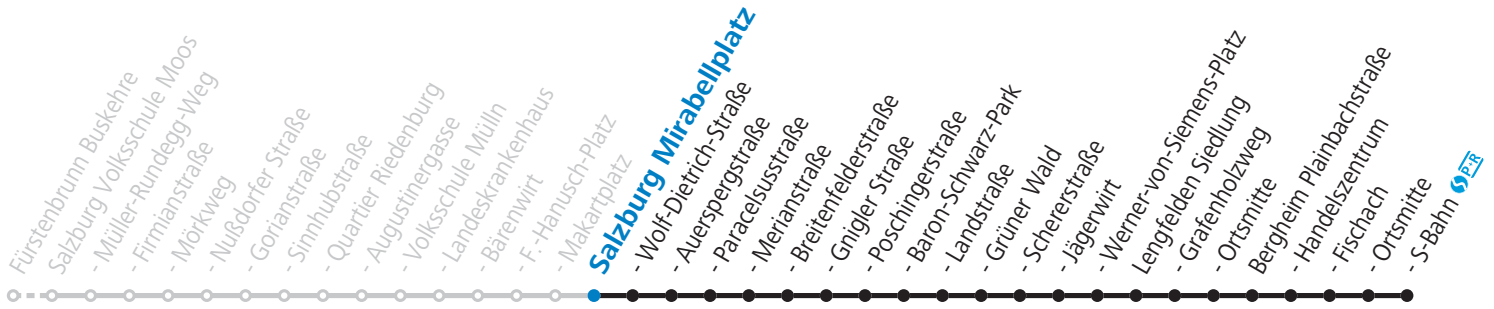 Fürstenbrunn Buskehre
Salzburg Volksschule Moos
- Müller-Rundegg-Weg
- Firmianstraße
- Mörkweg
- Nußdorfer Straße
- Gorianstraße
- Sinnhubstraße
- Quartier Riedenburg
- Augustinergasse
- Volksschule Mülln
- Landeskrankenhaus
- Bärenwirt
- F.-Hanusch-Platz
- Makartplatz
Salzburg Mirabellplatz
- Wolf-Dietrich-Straße
- Auerspergstraße
- Paracelsusstraße
- Merianstraße
- Breitenfelderstraße
- Gnigler Straße
- Poschingerstraße
- Baron-Schwarz-Park
- Landstraße
- Grüner Wald
- Schererstraße
- Jägerwirt
- Werner-von-Siemens-Platz
Lengfelden Siedlung
- Grafenholzweg
- Ortsmitte
Bergheim Plainbachstraße
- Handelszentrum
- Fischach
- Ortsmitte
- S-Bahn S P+R